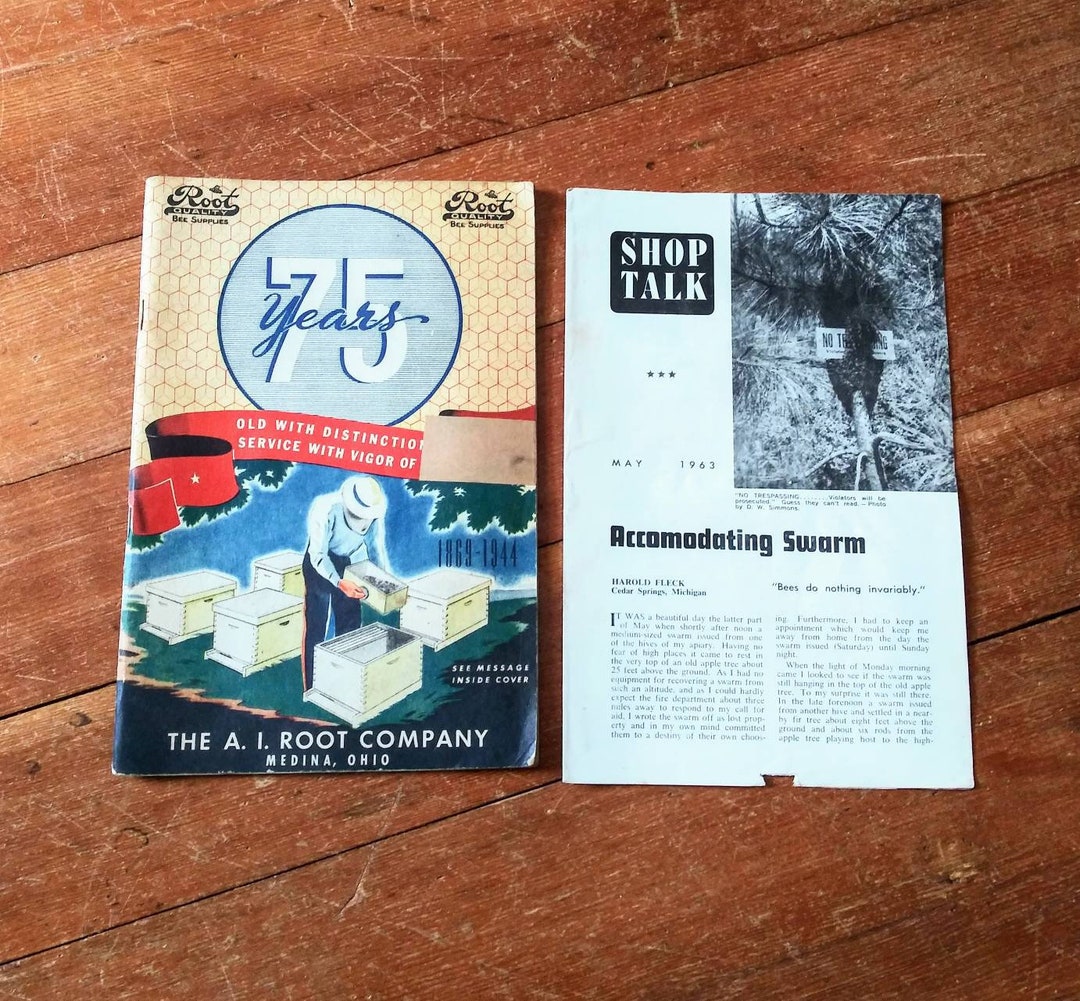 Root
QUALITY
BEE SUPPLIES
Root
QUALITY
BEE SUPPLIES
75
Years
OLD WITH DISTINCTION
SERVICE WITH VIGOR OF
1869-1944
SEE MESSAGE
INSIDE COVER
THE A. I. ROOT COMPANY
MEDINA, OHIO
SHOP
TALK
NO
MAY 1963
"NO TRESPASSING.......Violators will be
prosecuted." Guess they can't read.—Photo
by D. W. Simmons.
Accomodating Swarm
HAROLD FLECK
Cedar Springs, Michigan
IT WAS a beautiful day the latter part
of May when shortly after noon a
medium-sized swarm issued from one
of the hives of my apiary. Having no
fear of high places it came to rest in
the very top of an old apple tree about
25 feet above the ground. As I had no
equipment for recovering a swarm from
such an altitude, and as I could hardly
expect the fire department about three
miles away to respond to my call for
aid, I wrote the swarm off as lost prop-
erty and in my own mind committed
them to a destiny of their own choos-
"Bees do nothing invariably."
ing. Furthermore, I had to keep an
appointment which would keep me
away from home from the day the
swarm issued (Saturday) until Sunday
night.
When the light of Monday morning
came I looked to see if the swarm was
still hanging in the top of the old apple
tree. To my surprise it was still there.
In the late forenoon a swarm issued
from another hive and settled in a near-
by fir tree about eight feet above the
ground and about six rods from the
apple tree playing host to the high-